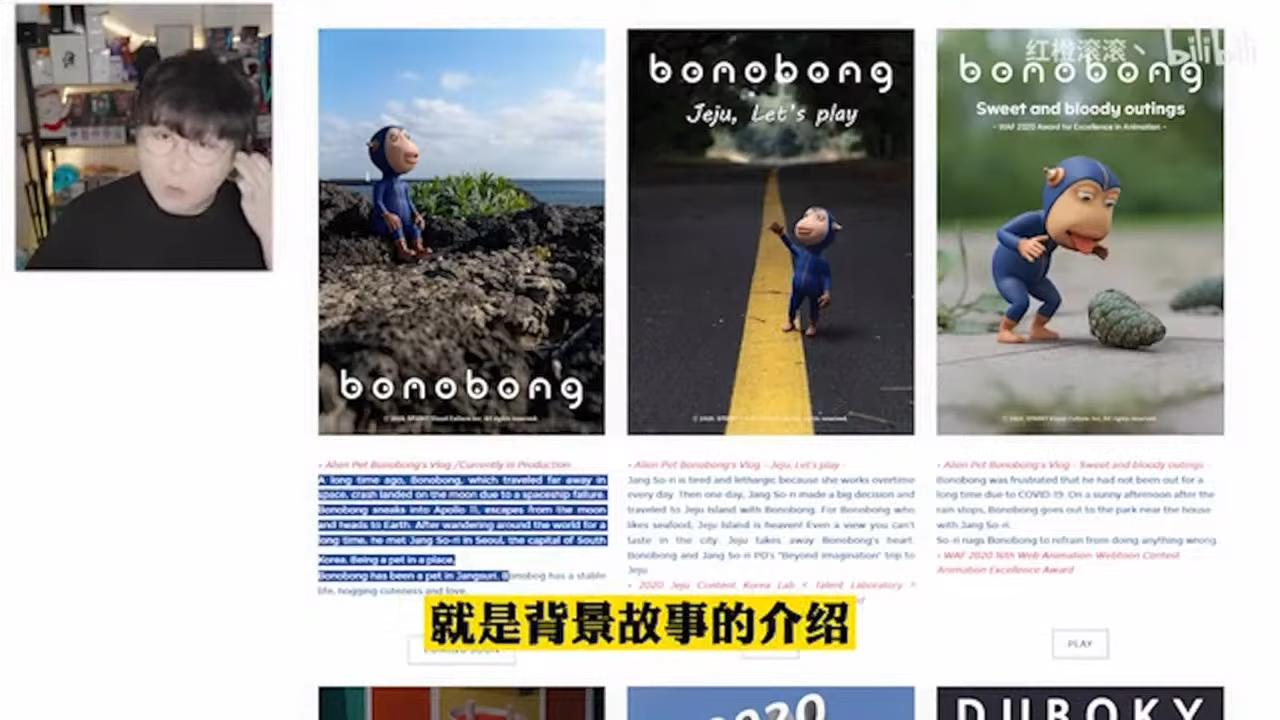 红橙滚滚丶 bilibili
bonobong
bonobong
Jeju, Let's play
bonobong
Sweet and bloody outings
- WAF 2020 Award for Excellence in Animation -
• Alien Pet Bonobong's Vlog /Currently in Production
A long time ago, Bonobong, which traveled far away in
space, crash landed on the moon due to a spaceship failure.
Bonobong sneaks into Apollo 11, escapes from the moon
and heads to Earth. After wandering around the world for a
long time, he met Jang So-ri in Seoul, the capital of South
Korea. Being a pet in a place,
Bonobong has been a pet in Jangsuri. Bonobog has a stable
life, hogging cuteness and love.
• Alien Pet Bonobong's Vlog - Jeju, Let's play -
Jang So-ri is tired and lethargic because she works overtime
every day. Then one day, Jang So-ri made a big decision and
traveled to Jeju Island with Bonobong. For Bonobong who
likes seafood, Jeju Island is heaven! Even a view you can't
taste in the city. Jeju takes away Bonobong's heart.
Bonobong and Jang So-ri PD's "Beyond imagination" trip to
Jeju
• 2020 Jeju Content Korea Lab < Talent Laboratory >
• Alien Pet Bonobong's Vlog - Sweet and bloody outings -
Bonobong was frustrated that he had not been out for a
long time due to COVID-19. On a sunny afternoon after the
rain stops, Bonobong goes out to the park near the house
with Jang So-ri.
So-ri nags Bonobong to refrain from doing anything wrong.
• WAF 2020 16th Web Animation Webtoon Contest
Animation Excellence Award
就是背景故事的介绍
PLAY
2020
DUBOKY